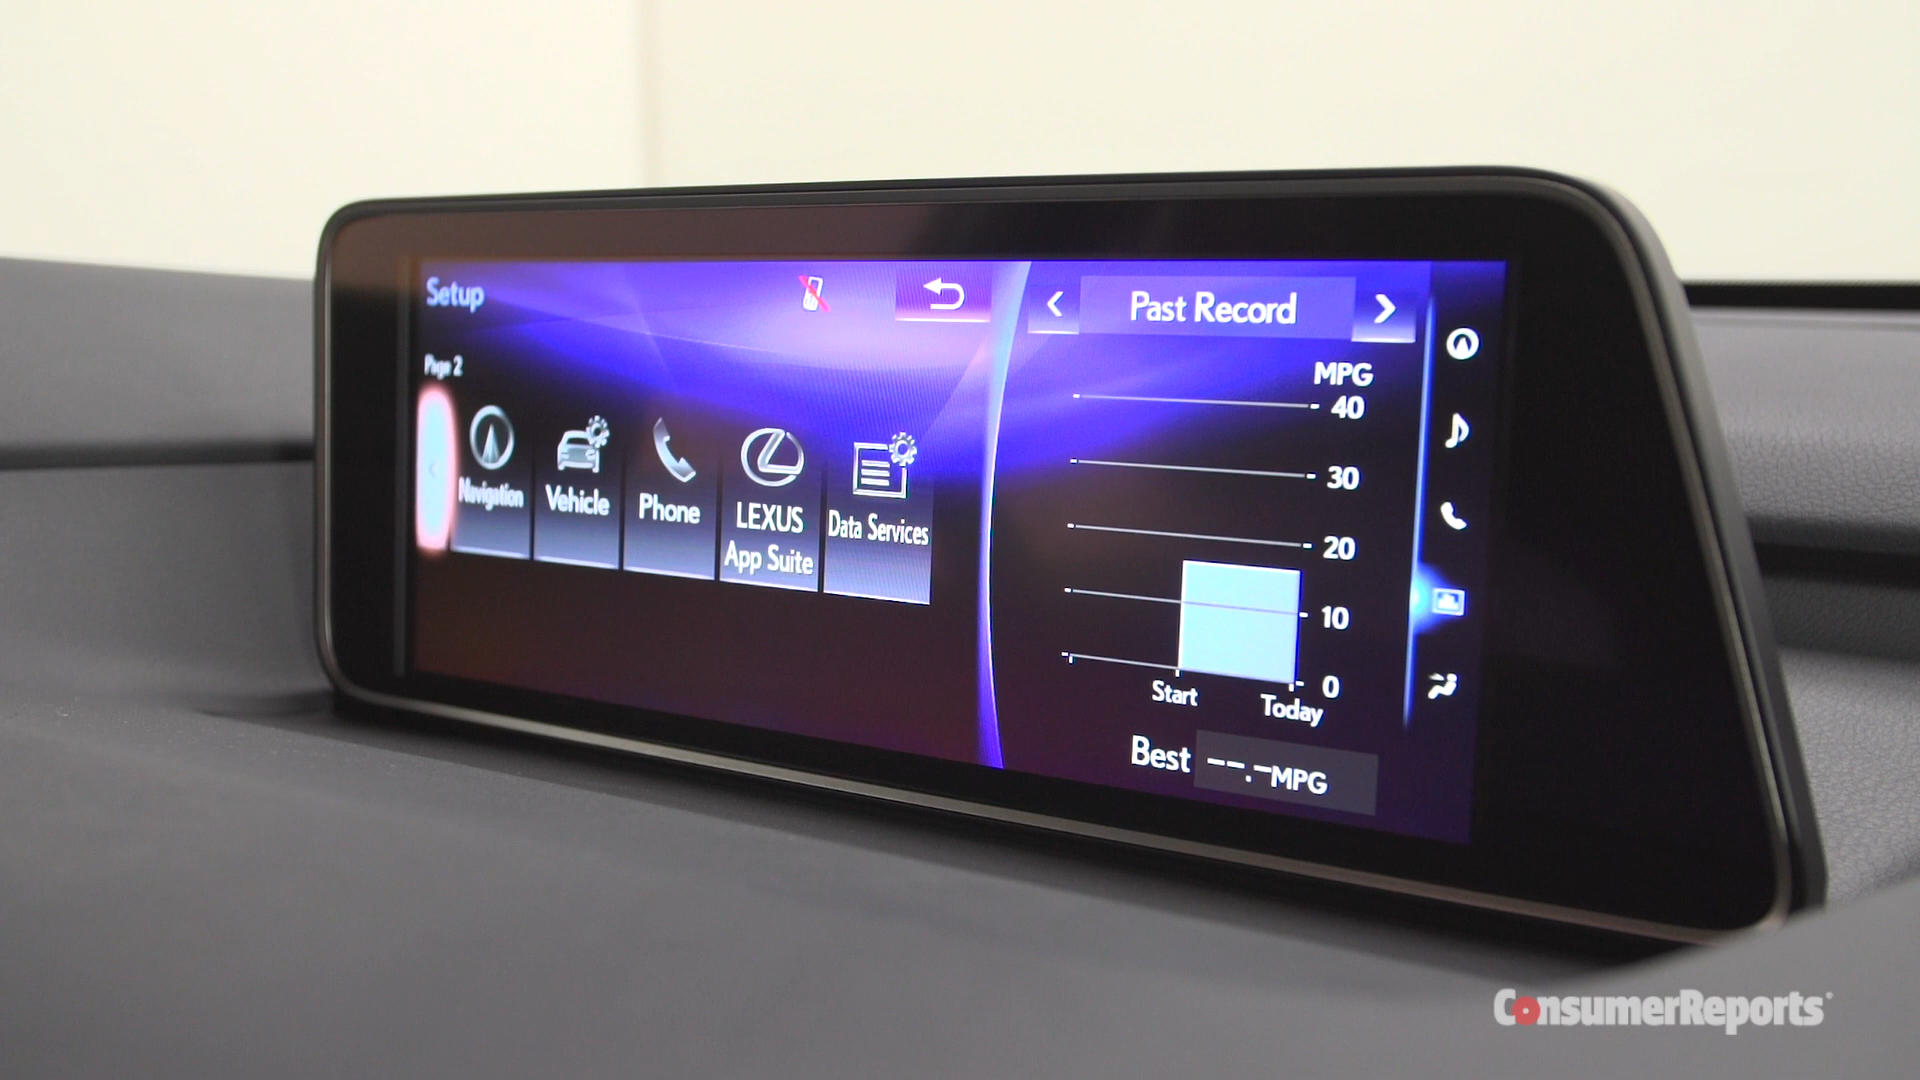 Setup
Page 2
Navigation
Vehicle
Phone
LEXUS
App Suite
Data Services
Past Record
MPG
40
30
20
10
0
Start
Today
Best --.-MPG
ConsumerReports